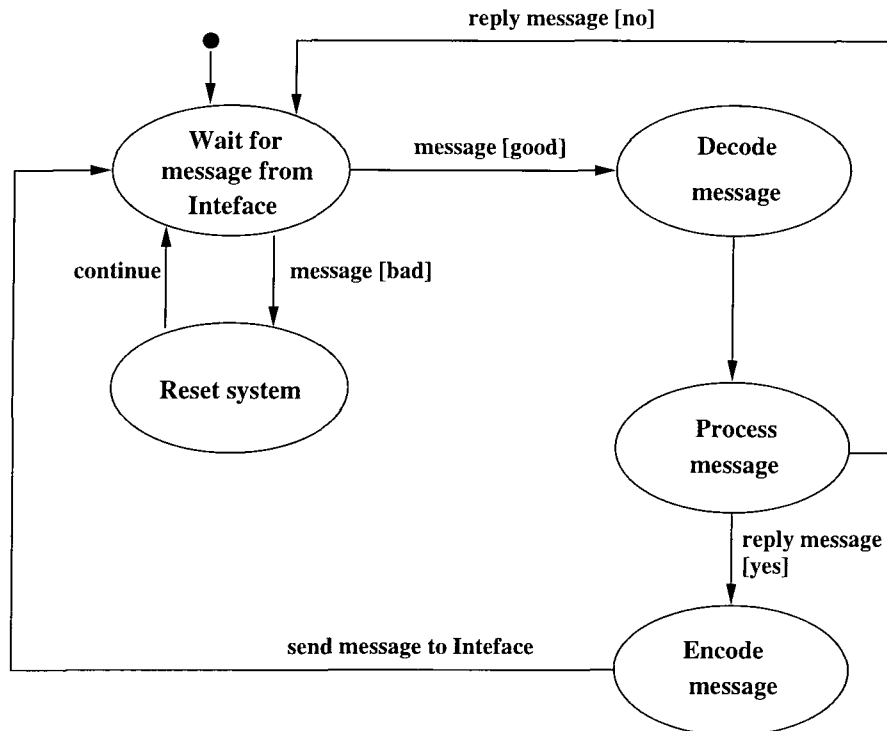 reply message [no]
Wait for
message from
Inteface
message [good]
Decode
message
continue
message [bad]
Reset system
Process
message
reply message
[yes]
send message to Inteface
Encode
message